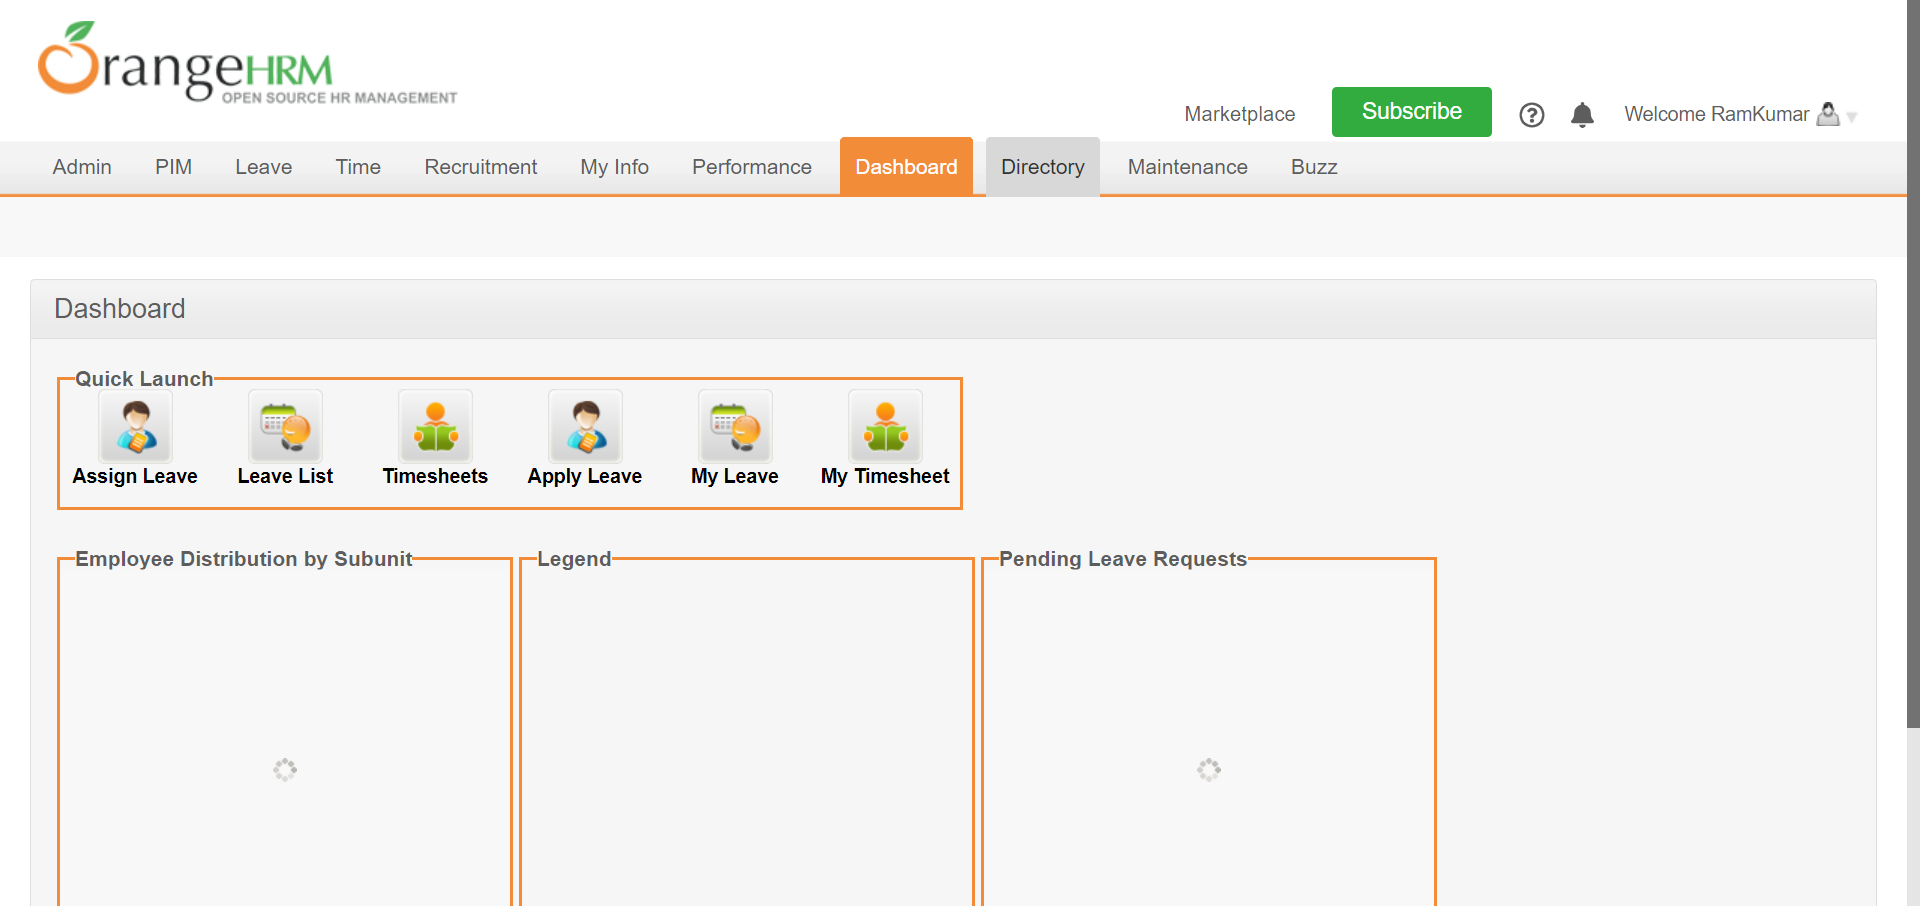 OrangeHRM
OPEN SOURCE HR MANAGEMENT
Marketplace
Subscribe
Welcome RamKumar
Admin
PIM
Leave
Time
Recruitment
My Info
Performance
Dashboard
Directory
Maintenance
Buzz
Dashboard
Quick Launch
Assign Leave
Leave List
Timesheets
Apply Leave
My Leave
My Timesheet
Employee Distribution by Subunit
Legend
Pending Leave Requests